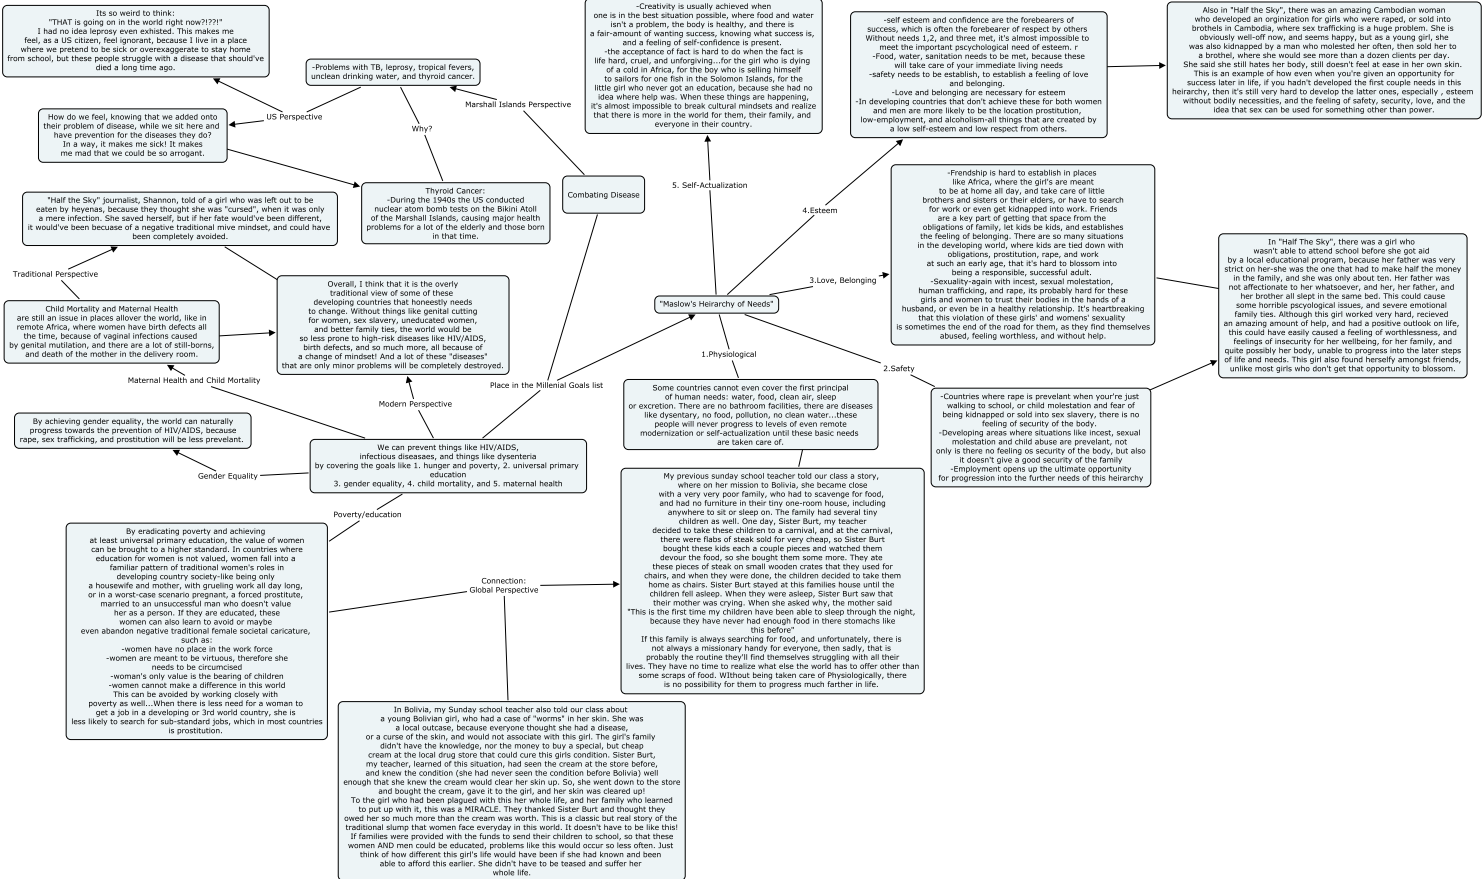 Its so weird to think:
"THAT is going on in the world right now?!??!"
I had no idea leprosy even exhisted. This makes me
feel, as a US citizen, feel ignorant, because I live in a place
where we pretend to be sick or overexaggerate to stay home
from school, but these people struggle with a disease that should've
died a long time ago.
-Problems with TB, leprosy, tropical fevers,
unclean drinking water, and thyroid cancer.
Marshall Islands Perspective
US Perspective
Why?
How do we feel, knowing that we added onto
their problem of disease, while we sit here and
have prevention for the diseases they do?
In a way, it makes me sick! It makes
me mad that we could be so arrogant.
Thyroid Cancer:
-During the 1940s the US conducted
nuclear atom bomb tests on the Bikini Atoll
of the Marshall Islands, causing major health
problems for a lot of the elderly and those born
in that time.
Combating Disease
"Half the Sky" journalist, Shannon, told of a girl who was left out to be
eaten by heyenas, because they thought she was "cursed", when it was only
a mere infection. She saved herself, but if her fate would've been different,
it would've been becuase of a negative traditional mive mindset, and could have
been completely avoided.
Traditional Perspective
Child Mortality and Maternal Health
are still an issue in places allover the world, like in
remote Africa, where women have birth defects all
the time, because of vaginal infections caused
by genital mutilation, and there are a lot of still-borns,
and death of the mother in the delivery room.
Overall, I think that it is the overly
traditional view of some of these
developing countries that honestly needs
to change. Without things like genital cutting
for women, sex slavery, uneducated women,
and better family ties, the world would be
so less prone to high-risk diseases like HIV/AIDS,
birth defects, and so much more, all because of
a change of mindset! And a lot of these "diseases"
that are only minor problems will be completely destroyed.
Maternal Health and Child Mortality
Modern Perspective
Place in the Millenial Goals list
By achieving gender equality, the world can naturally
progress towards the prevention of HIV/AIDS, because
rape, sex trafficking, and prostitution will be less prevelant.
Gender Equality
We can prevent things like HIV/AIDS,
infectious diseasaes, and things like dysenteria
by covering the goals like 1. hunger and poverty, 2. universal primary
education
3. gender equality, 4. child mortality, and 5. maternal health
Poverty/education
By eradicating poverty and achieving
at least universal primary education, the value of women
can be brought to a higher standard. In countries where
education for women is not valued, women fall into a
familiar pattern of traditional women's roles in
developing country society-like being only
a housewife and mother, with grueling work all day long,
or in a worst-case scenario pregnant, a forced prostitute,
married to an unsuccessful man who doesn't value
her as a person. If they are educated, these
women can also learn to avoid or maybe
even abandon negative traditional female societal caricature,
such as:
-women have no place in the work force
-women are meant to be virtuous, therefore she
needs to be circumcised
-woman's only value is the bearing of children
-women cannot make a difference in this world
This can be avoided by working closely with
poverty as well...When there is less need for a woman to
get a job in a developing or 3rd world country, she is
less likely to search for sub-standard jobs, which in most countries
is prostitution.
Connection:
Global Perspective
In Bolivia, my Sunday school teacher also told our class about
a young Bolivian girl, who had a case of "worms" in her skin. She was
a local outcase, because everyone thought she had a disease,
or a curse of the skin, and would not associate with this girl. The girl's family
didn't have the knowledge, nor the money to buy a special, but cheap
cream at the local drug store that could cure this girls condition. Sister Burt,
my teacher, learned of this situation, had seen the cream at the store before,
and knew the condition (she had never seen the condition before Bolivia) well
enough that she knew the cream would clear her skin up. So, she went down to the store
and bought the cream, gave it to the girl, and her skin was cleared up!
To the girl who had been plagued with this her whole life, and her family who learned
to put up with it, this was a MIRACLE. They thanked Sister Burt and thought they
owed her so much more than the cream was worth. This is a classic but real story of the
traditional slump that women face everyday in this world. It doesn't have to be like this!
If families were provided with the funds to send their children to school, so that these
women AND men could be educated, problems like this would occur so less often. Just
think of how different this girl's life would have been if she had known and been
able to afford this earlier. She didn't have to be teased and suffer her
whole life.
-Creativity is usually achieved when
one is in the best situation possible, where food and water
isn't a problem, the body is healthy, and there is
a fair-amount of wanting success, knowing what success is,
and a feeling of self-confidence is present.
-the acceptance of fact is hard to do when the fact is
life hard, cruel, and unforgiving...for the girl who is dying
of a cold in Africa, for the boy who is selling himself
to sailors for one fish in the Solomon Islands, for the
little girl who never got an education, because she had no
idea where help was. When these things are happening,
it's almost impossible to break cultural mindsets and realize
that there is more in the world for them, their family, and
everyone in their country.
5. Self-Actualization
-self esteem and confidence are the forebearers of
success, which is often the forebearer of respect by others
Without needs 1,2, and three met, it's almost impossible to
meet the important pscychological need of esteem. r
-Food, water, sanitation needs to be met, because these
will take care of your immediate living needs
-safety needs to be establish, to establish a feeling of love
and belonging.
-Love and belonging are necessary for esteem
-In developing countries that don't achieve these for both women
and men are more likely to be the location prostitution,
low-employment, and alcoholism-all things that are created by
a low self-esteem and low respect from others.
4.Esteem
Also in "Half the Sky", there was an amazing Cambodian woman
who developed an orginization for girls who were raped, or sold into
brothels in Cambodia, where sex trafficking is a huge problem. She is
obviously well-off now, and seems happy, but as a young girl, she
was also kidnapped by a man who molested her often, then sold her to
a brothel, where she would see more than a dozen clients per day.
She said she still hates her body, still doesn't feel at ease in her own skin.
This is an example of how even when you're given an opportunity for
success later in life, if you hadn't developed the first couple needs in this
heirarchy, then it's still very hard to develop the latter ones, especially , esteem
without bodily necessities, and the feeling of safety, security, love, and the
idea that sex can be used for something other than power.
"Maslow's Heirarchy of Needs"
3.Love, Belonging
-Frendship is hard to establish in places
like Africa, where the girl's are meant
to be at home all day, and take care of little
brothers and sisters or their elders, or have to search
for work or even get kidnapped into work. Friends
are a key part of getting that space from the
obligations of family, let kids be kids, and establishes
the feeling of belonging. There are so many situations
in the developing world, where kids are tied down with
obligations, prostitution, rape, and work
at such an early age, that it's hard to blossom into
being a responsible, successful adult.
-Sexuality-again with incest, sexual molestation,
human trafficking, and rape, its probably hard for these
girls and women to trust their bodies in the hands of a
husband, or even be in a healthy relationship. It's heartbreaking
that this violation of these girls' and womens' sexuality
is sometimes the end of the road for them, as they find themselves
abused, feeling worthless, and without help.
In "Half The Sky", there was a girl who
wasn't able to attend school before she got aid
by a local educational program, because her father was very
strict on her-she was the one that had to make half the money
in the family, and she was only about ten. Her father was
not affectionate to her whatsoever, and her, her father, and
her brother all slept in the same bed. This could cause
some horrible psycological issues, and severe emotional
family ties. Although this girl worked very hard, recieved
an amazing amount of help, and had a positive outlook on life,
this could have easily caused a feeling of worthlessness, and
feelings of insecurity for her wellbeing, for her family, and
quite possibly her body, unable to progress into the later steps
of life and needs. This girl also found herself amongst friends,
unlike most girls who don't get that opportunity to blossom.
1.Physiological
2.Safety
Some countries cannot even cover the first principal
of human needs: water, food, clean air, sleep
or excretion. There are no bathroom facilities, there are diseases
like dysentary, no food, pollution, no clean water...these
people will never progress to levels of even remote
modernization or self-actualization until these basic needs
are taken care of.
-Countries where rape is prevelant when your're just
walking to school, or child molestation and fear of
being kidnapped or sold into sex slavery, there is no
feeling of security of the body.
-Developing areas where situations like incest, sexual
molestation and child abuse are prevelant, not
only is there no feeling os security of the body, but also
it doesn't give a good security of the family
-Employment opens up the ultimate opportunity
for progression into the further needs of this heirarchy
My previous sunday school teacher told our class a story,
where on her mission to Bolivia, she became close
with a very very poor family, who had to scavenge for food,
and had no furniture in their tiny one-room house, including
anywhere to sit or sleep on. The family had several tiny
children as well. One day, Sister Burt, my teacher
decided to take these children to a carnival, and at the carnival,
there were flabs of steak sold for very cheap, so Sister Burt
bought these kids each a couple pieces and watched them
devour the food, so she bought them some more. They ate
these pieces of steak on small wooden crates that they used for
chairs, and when they were done, the children decided to take them
home as chairs. Sister Burt stayed at this families house until the
children fell asleep. When they were asleep, Sister Burt saw that
their mother was crying. When she asked why, the mother said
"This is the first time my children have been able to sleep through the night,
because they have never had enough food in there stomachs like
this before"
If this family is always searching for food, and unfortunately, there is
not always a missionary handy for everyone, then sadly, that is
probably the routine they'll find themselves struggling with all their
lives. They have no time to realize what else the world has to offer other than
some scraps of food. WIthout being taken care of Physiologically, there
is no possibility for them to progress much farther in life.